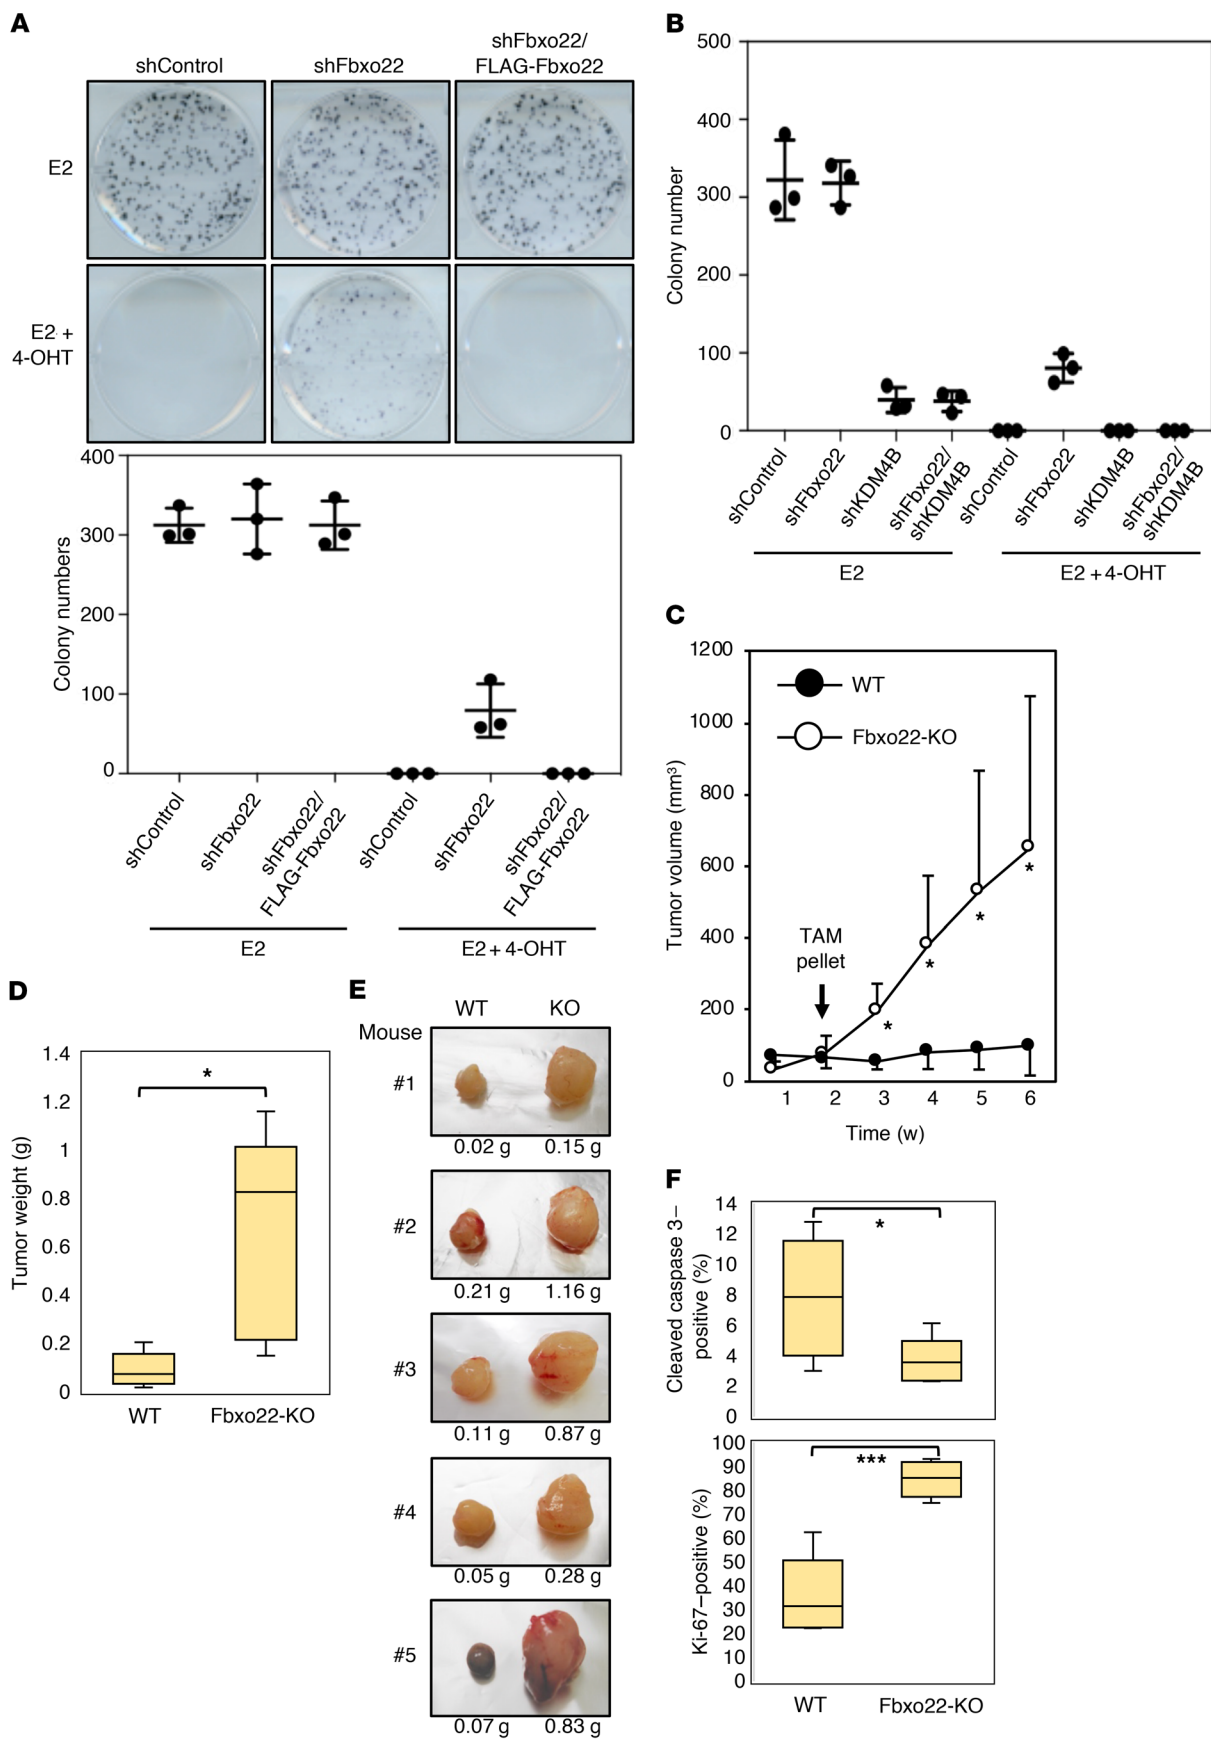 A
shControl
shFbxo22
shFbxo22/
FLAG-Fbxo22
E2
E2 +
4-OHT
400
300
200
100
0
Colony numbers
shControl
shFbxo22
shFbxo22/
FLAG-Fbxo22
shControl
shFbxo22
shFbxo22/
FLAG-Fbxo22
E2
E2 + 4-OHT
B
500
400
300
200
100
0
Colony number
shControl
shFbxo22
shKDM4B
shFbxo22/
shKDM4B
shControl
shFbxo22
shKDM4B
shFbxo22/
shKDM4B
E2
E2 + 4-OHT
C
1200
1000
800
600
400
200
0
Tumor volume (mm³)
WT
Fbxo22-KO
TAM
pellet
*
*
*
*
1 2 3 4 5 6
Time (w)
D
1.4
1.2
1
0.8
0.6
0.4
0.2
0
Tumor weight (g)
*
WT
Fbxo22-KO
E
WT
KO
Mouse
#1
0.02 g
0.15 g
#2
0.21 g
1.16 g
#3
0.11 g
0.87 g
#4
0.05 g
0.28 g
#5
0.07 g
0.83 g
F
14
12
10
8
6
4
2
0
Cleaved caspase 3–
positive (%)
*
100
90
80
70
60
50
40
30
20
10
0
Ki-67–positive (%)
***
WT
Fbxo22-KO